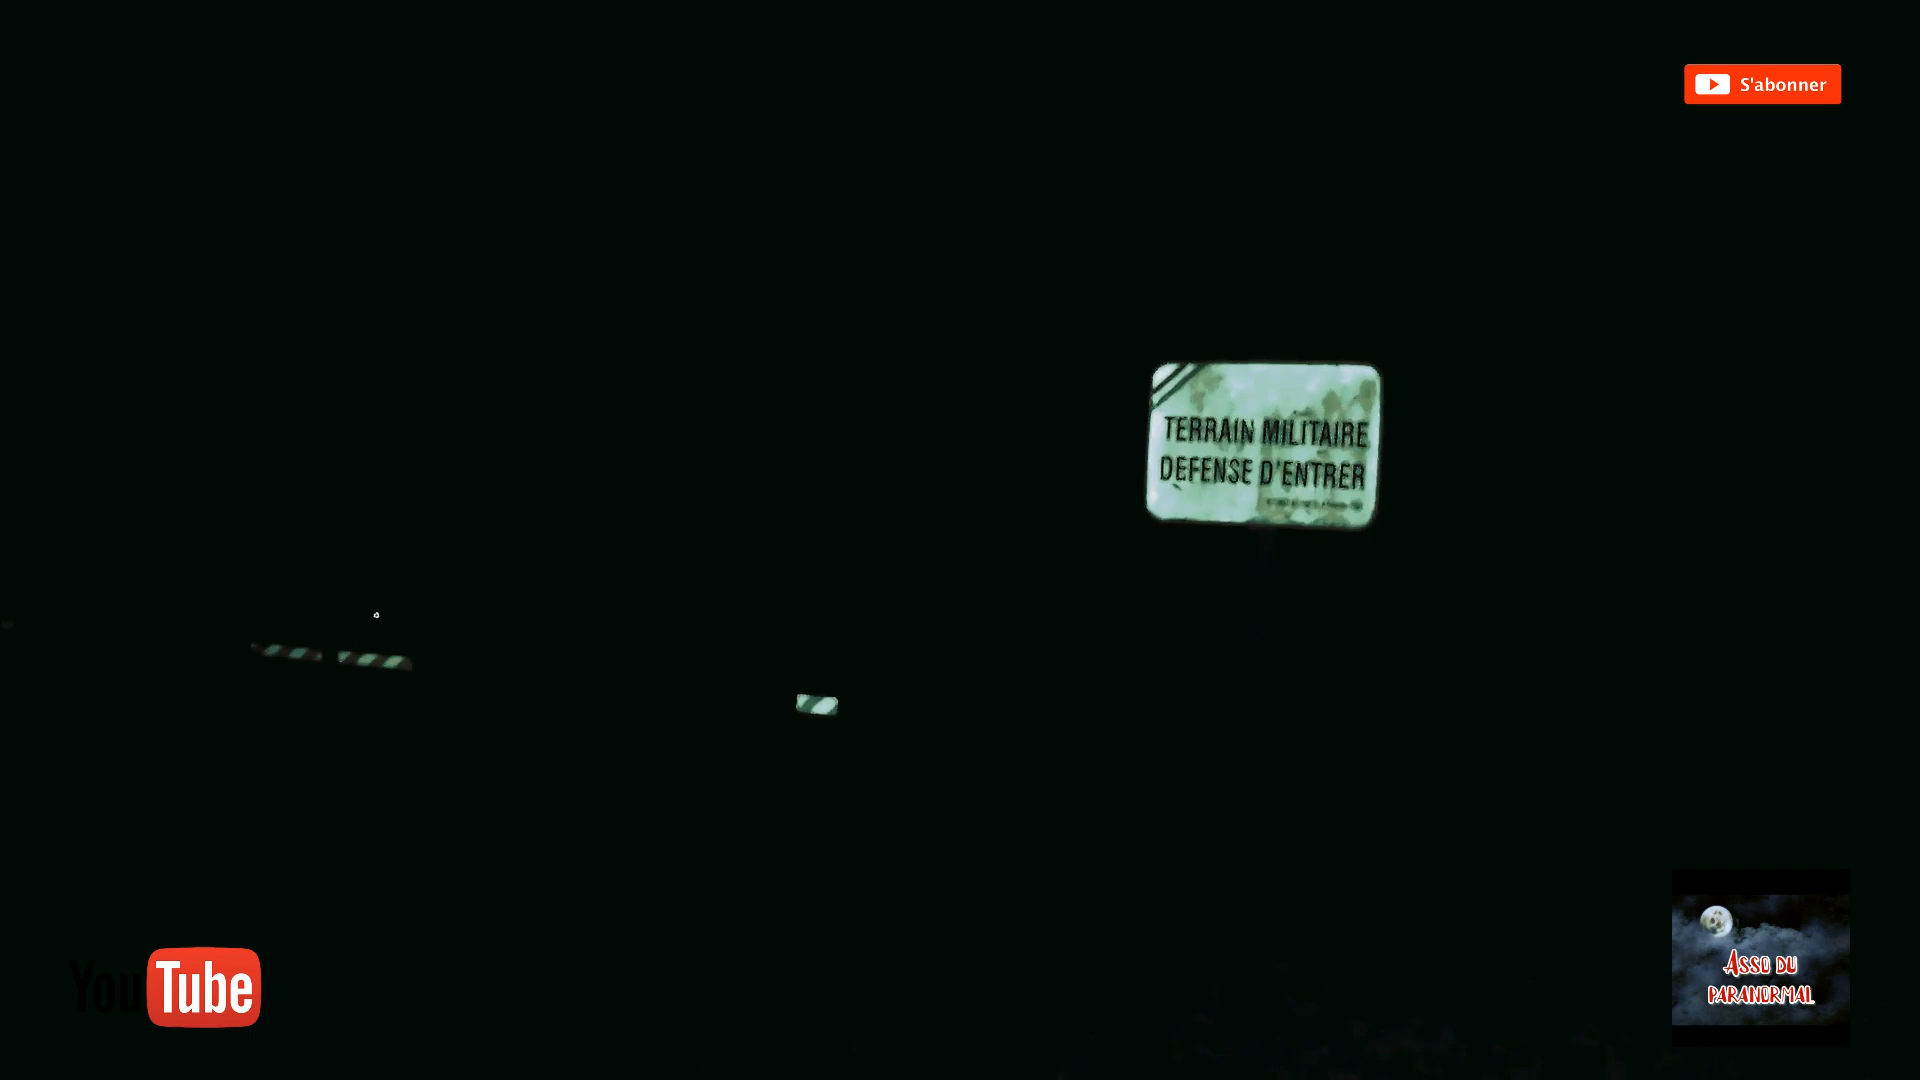 S'abonner
TERRAIN MILITAIRE
DEFENSE D'ENTRER
YouTube
ASSO DU
PARANORMAL